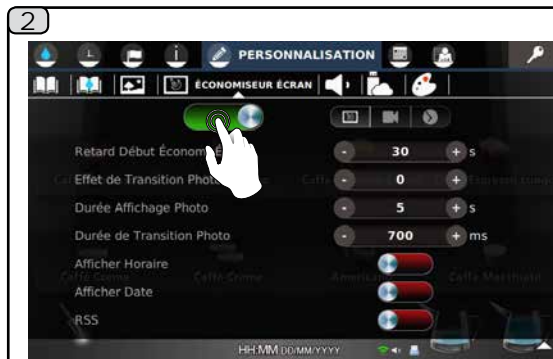 2
PERSONNALISATION
ÉCONOMISEUR ÉCRAN
Retard Début Économ
- 30 + s
Effet de Transition Photo
- 0 + 
Durée Affichage Photo
- 5 + s
Durée de Transition Photo
- 700 + ms
Afficher Horaire
Afficher Date
RSS
HH:MM DD/MM/YYYY